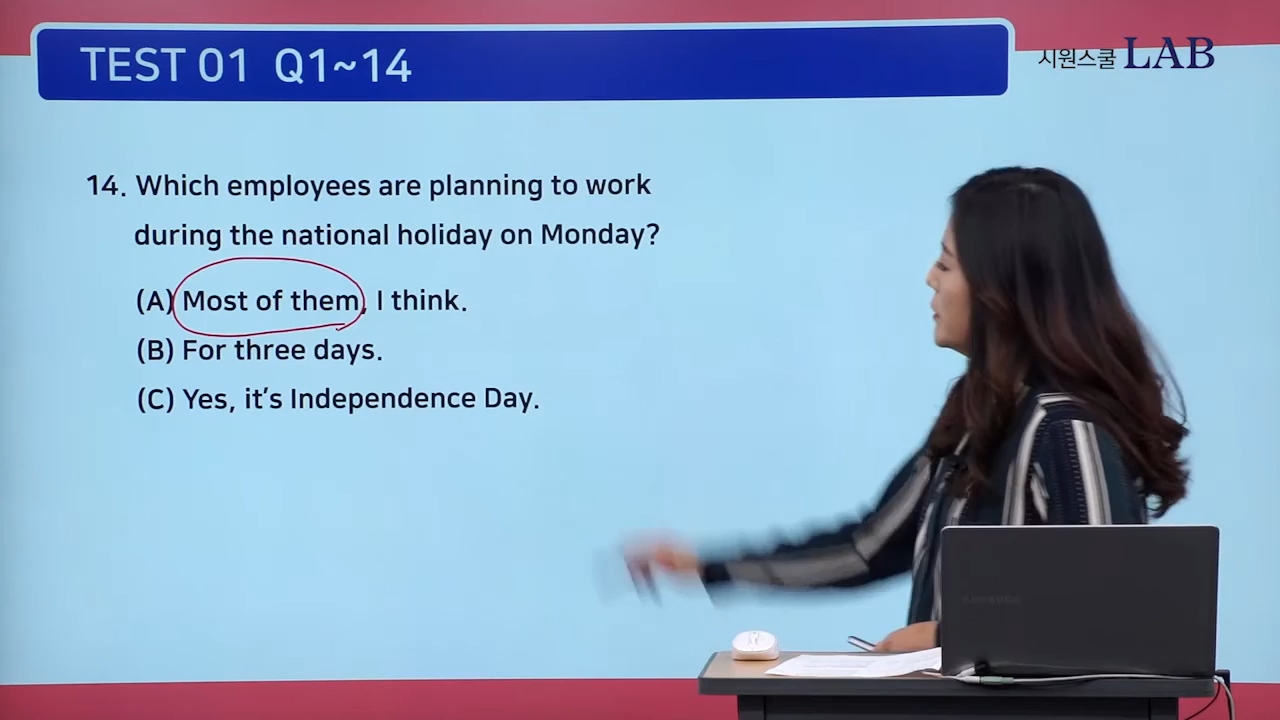 TEST 01 Q1~14
시원스쿨 LAB
14. Which employees are planning to work
during the national holiday on Monday?
(A) Most of them, I think.
(B) For three days.
(C) Yes, it's Independence Day.